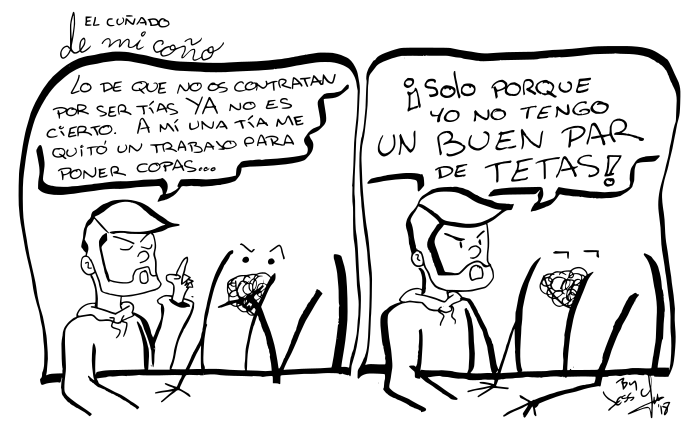 EL CUÑADO
de mi coño
LO DE QUE NO OS CONTRATAN
POR SER TÍAS YA NO ES
CIERTO. A MÍ UNA TÍA ME
QUITÓ UN TRABAJO PARA
PONER COPAS...
¡¡SOLO PORQUE
YO NO TENGO
UN BUEN PAR
DE TETAS!!
By
'18